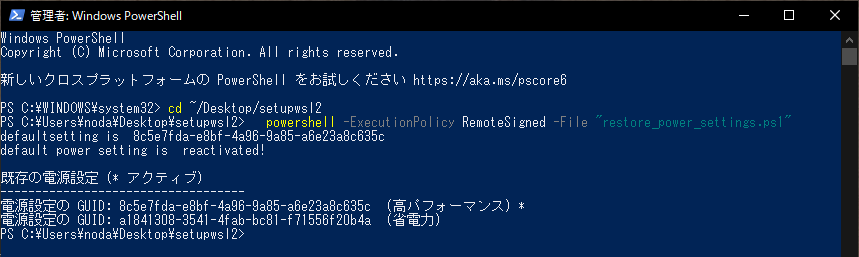 管理者: Windows PowerShell
Windows PowerShell
Copyright (C) Microsoft Corporation. All rights reserved.
新しいクロスプラットフォームの PowerShell をお試しください https://aka.ms/pscore6
PS C:¥WINDOWS¥system32> cd ~/Desktop/setupwsl2
PS C:¥Users¥noda¥Desktop¥setupwsl2>   powershell -ExecutionPolicy RemoteSigned -File "restore_power_settings.ps1"
defaultsetting is  8c5e7fda-e8bf-4a96-9a85-a6e23a8c635c
default power setting is  reactivated!
既存の電源設定 (* アクティブ)
-----------------------------------
電源設定の GUID: 8c5e7fda-e8bf-4a96-9a85-a6e23a8c635c  (高パフォーマンス) *
電源設定の GUID: a1841308-3541-4fab-bc81-f71556f20b4a  (省電力)
PS C:¥Users¥noda¥Desktop¥setupwsl2>